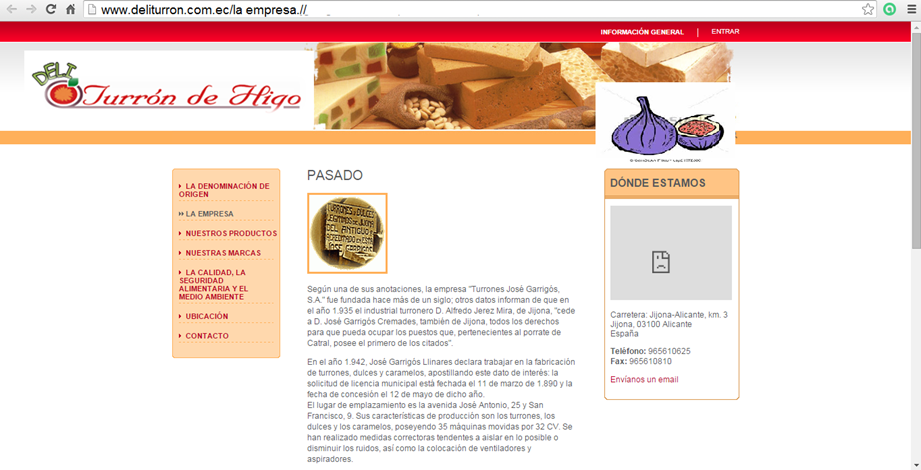 www.deliturron.com.ec/la empresa.//
INFORMACIÓN GENERAL | ENTRAR
DELI
Turrón de Higo
LA DENOMINACIÓN DE
ORIGEN
LA EMPRESA
NUESTROS PRODUCTOS
NUESTRAS MARCAS
LA CALIDAD, LA
SEGURIDAD
ALIMENTARIA Y EL
MEDIO AMBIENTE
UBICACIÓN
CONTACTO
PASADO
TURRONES Y DULCES
LEGITIMOS DE JIJONA
DEL ANTIGUO Y
ACREDITADO
JOSE GARRIGOS
Según una de sus anotaciones, la empresa "Turrones José Garrigós,
S.A." fue fundada hace más de un siglo; otros datos informan de que en
el año 1.935 el industrial turronero D. Alfredo Jerez Mira, de Jijona, "cede
a D. José Garrigós Cremades, también de Jijona, todos los derechos
para que pueda ocupar los puestos que, pertenecientes al porrate de
Catral, posee el primero de los citados".
En el año 1.942, José Garrigós Llinares declara trabajar en la fabricación
de turrones, dulces y caramelos, apostillando este dato de interés: la
solicitud de licencia municipal está fechada el 11 de marzo de 1.890 y la
fecha de concesión el 12 de mayo de dicho año.
El lugar de emplazamiento es la avenida José Antonio, 25 y San
Francisco, 9. Sus características de producción son los turrones, los
dulces y los caramelos, poseyendo 35 máquinas movidas por 32 CV. Se
han realizado medidas correctoras tendentes a aislar en lo posible o
disminuir los ruidos, así como la colocación de ventiladores y
aspiradores.
DÓNDE ESTAMOS
Carretera: Jijona-Alicante, km. 3
Jijona, 03100 Alicante
España
Teléfono: 965610625
Fax: 965610810
Envíanos un email